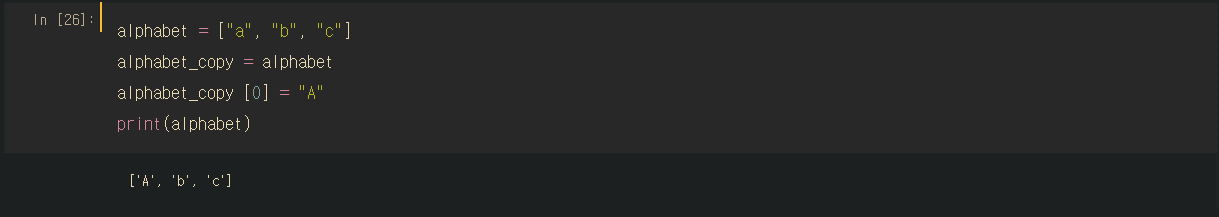 In [26]:
alphabet = ["a", "b", "c"]
alphabet_copy = alphabet
alphabet_copy [0] = "A"
print(alphabet)
['A', 'b', 'c']